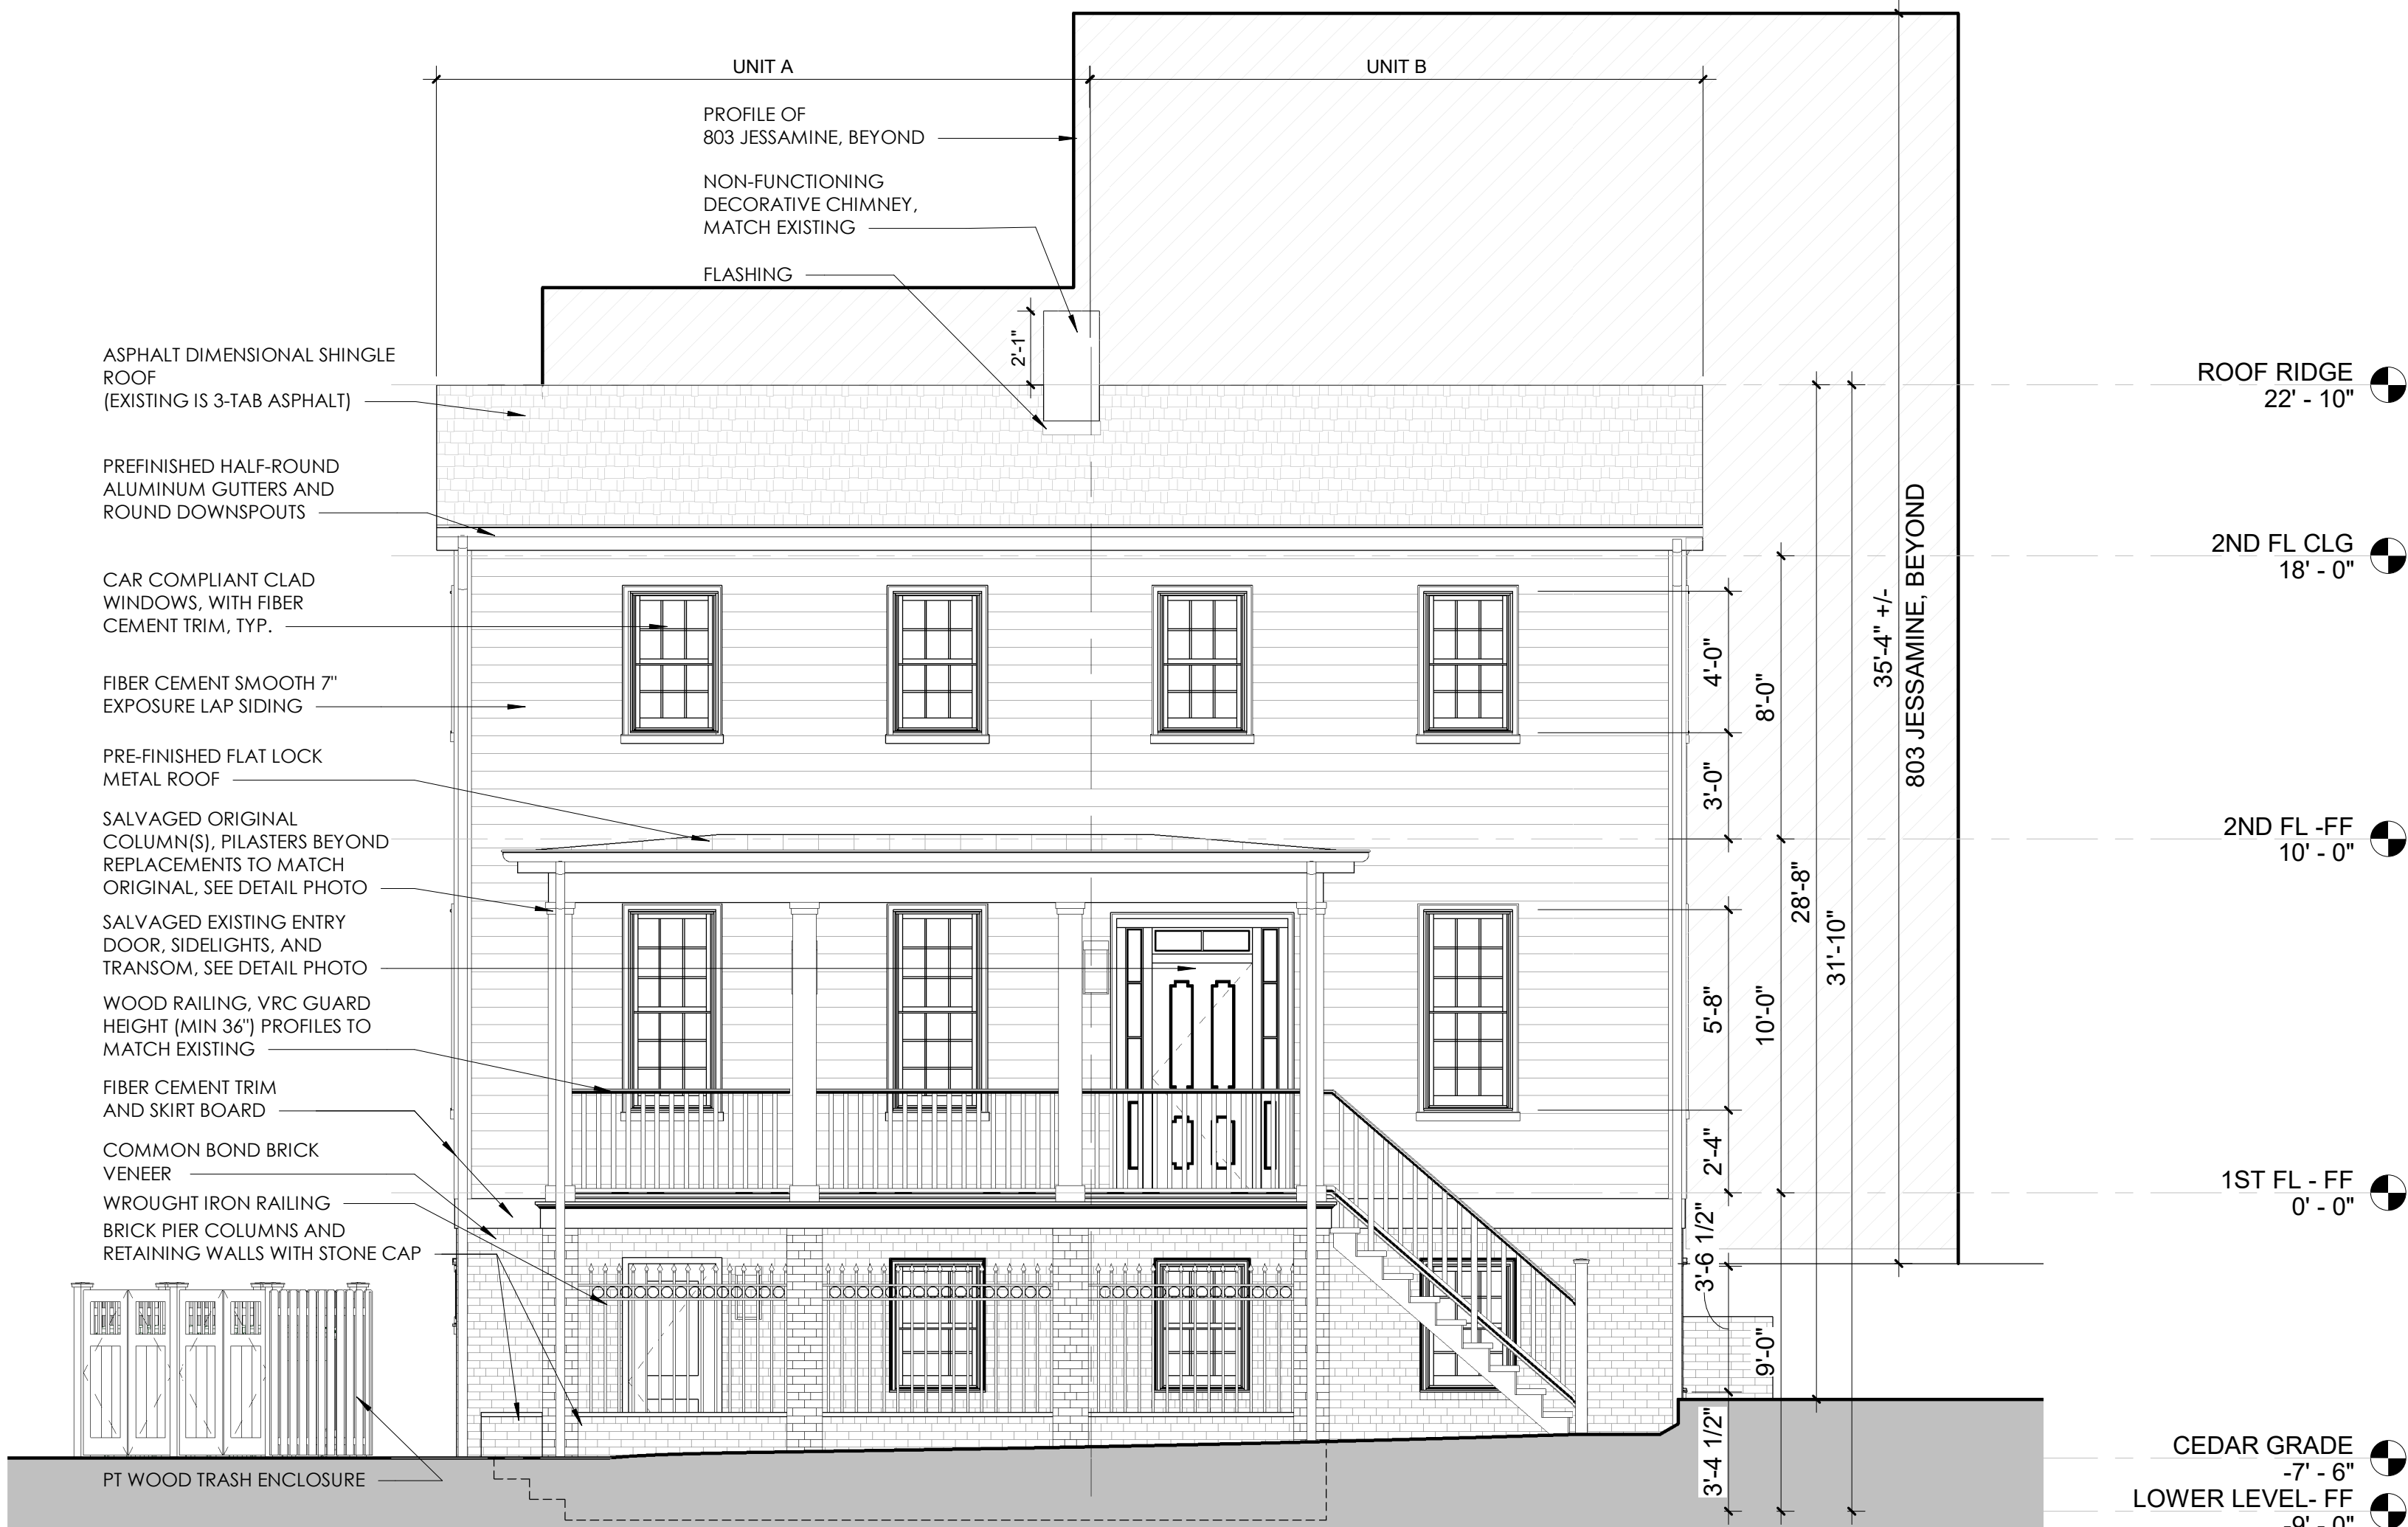 UNIT A
UNIT B
PROFILE OF
803 JESSAMINE, BEYOND
NON-FUNCTIONING
DECORATIVE CHIMNEY,
MATCH EXISTING
FLASHING
2'-1"
ASPHALT DIMENSIONAL SHINGLE
ROOF
(EXISTING IS 3-TAB ASPHALT)
PREFINISHED HALF-ROUND
ALUMINUM GUTTERS AND
ROUND DOWNSPOUTS
CAR COMPLIANT CLAD
WINDOWS, WITH FIBER
CEMENT TRIM, TYP.
FIBER CEMENT SMOOTH 7"
EXPOSURE LAP SIDING
PRE-FINISHED FLAT LOCK
METAL ROOF
SALVAGED ORIGINAL
COLUMN(S), PILASTERS BEYOND
REPLACEMENTS TO MATCH
ORIGINAL, SEE DETAIL PHOTO
SALVAGED EXISTING ENTRY
DOOR, SIDELIGHTS, AND
TRANSOM, SEE DETAIL PHOTO
WOOD RAILING, VRC GUARD
HEIGHT (MIN 36") PROFILES TO
MATCH EXISTING
FIBER CEMENT TRIM
AND SKIRT BOARD
COMMON BOND BRICK
VENEER
WROUGHT IRON RAILING
BRICK PIER COLUMNS AND
RETAINING WALLS WITH STONE CAP
PT WOOD TRASH ENCLOSURE
4'-0"
3'-0"
5'-8"
2'-4"
3'-6 1/2"
3'-4 1/2"
8'-0"
10'-0"
9'-0"
28'-8"
31'-10"
35'-4" +/-
803 JESSAMINE, BEYOND
ROOF RIDGE
22' - 10"
2ND FL CLG
18' - 0"
2ND FL -FF
10' - 0"
1ST FL - FF
0' - 0"
CEDAR GRADE
-7' - 6"
LOWER LEVEL- FF
-9' - 0"